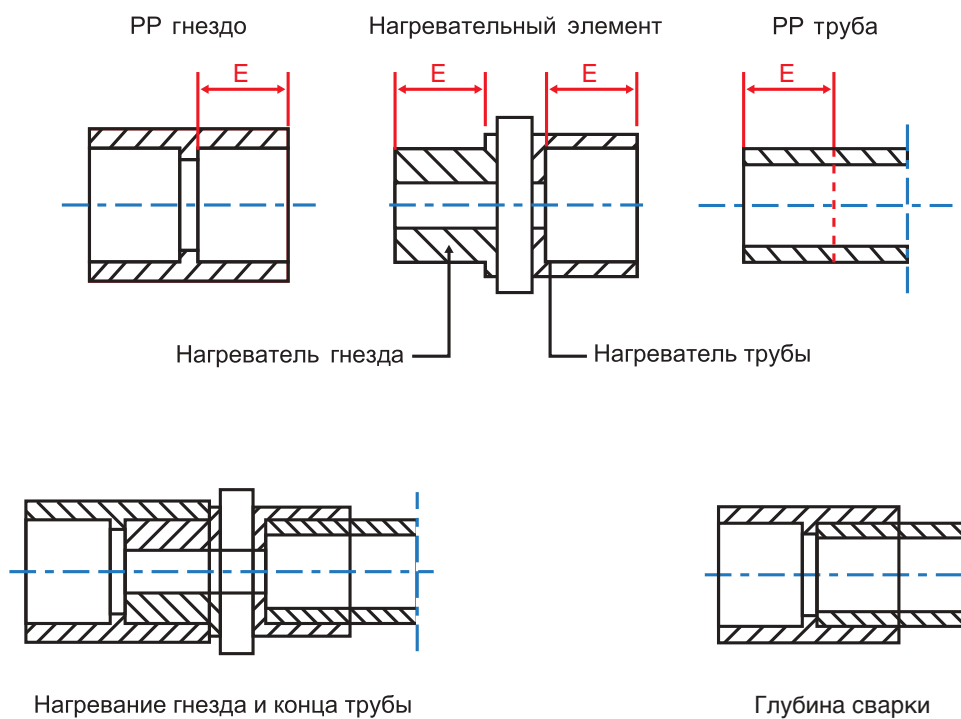 PP гнездо
Нагревательный элемент
PP труба
E
E
E
E
Нагреватель гнезда
Нагреватель трубы
Нагревание гнезда и конца трубы
Глубина сварки